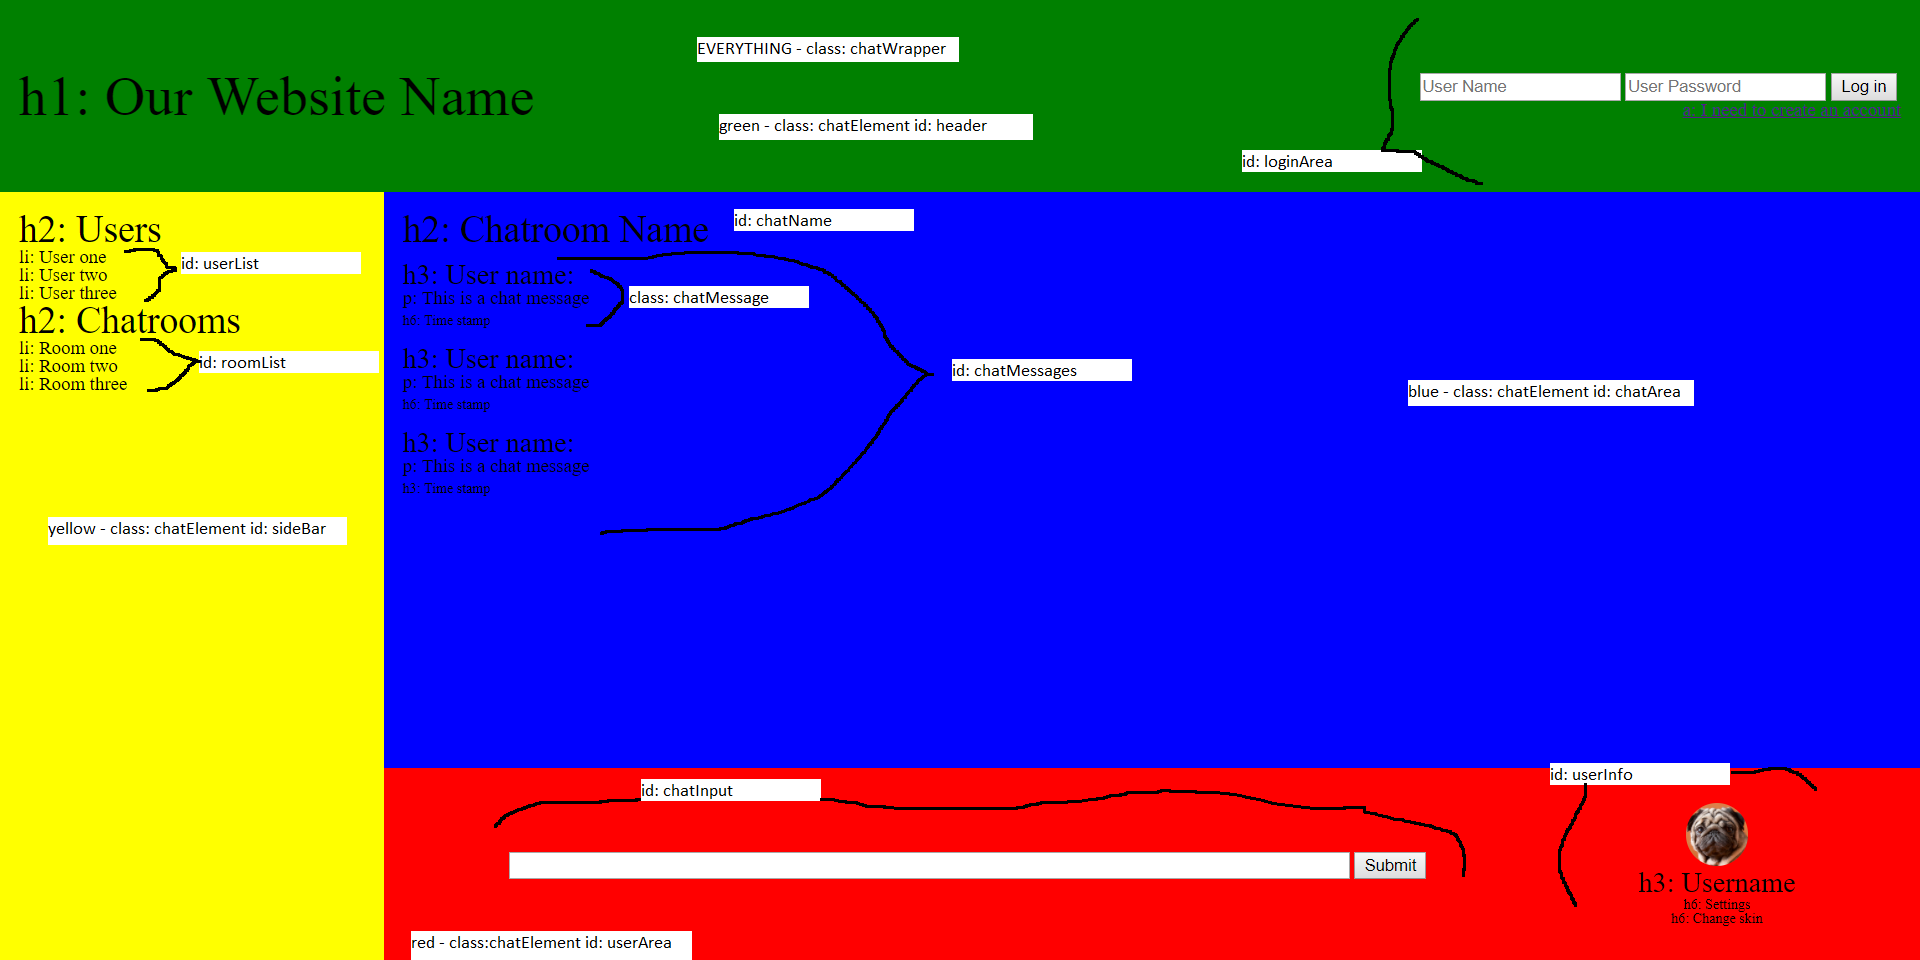 EVERYTHING - class: chatWrapper
h1: Our Website Name
User Name
User Password
Log in
a: I need to create an account
green - class: chatElement id: header
id: loginArea
h2: Users
li: User one
li: User two
li: User three
id: userList
h2: Chatrooms
li: Room one
li: Room two
li: Room three
id: roomList
yellow - class: chatElement id: sideBar
h2: Chatroom Name
id: chatName
h3: User name:
p: This is a chat message
h6: Time stamp
class: chatMessage
h3: User name:
p: This is a chat message
h6: Time stamp
id: chatMessages
h3: User name:
p: This is a chat message
h3: Time stamp
blue - class: chatElement id: chatArea
id: chatInput
Submit
id: userInfo
h3: Username
h6: Settings
h6: Change skin
red - class:chatElement id: userArea